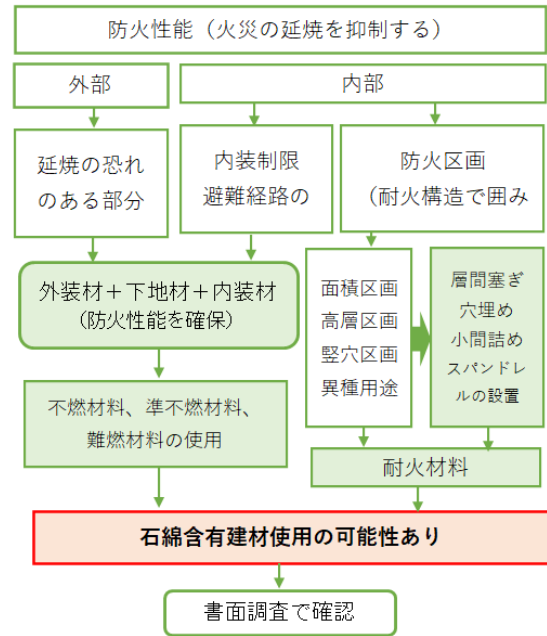 防火性能（火災の延焼を抑制する）
外部
内部
延焼の恐れ
のある部分
内装制限
避難経路の
防火区画
（耐火構造で囲み
外装材＋下地材＋内装材
(防火性能を確保)
面積区画
高層区画
竪穴区画
異種用途
層間塞ぎ
穴埋め
小間詰め
スパンドレ
ルの設置
不燃材料、準不燃材料、
難燃材料の使用
耐火材料
石綿含有建材使用の可能性あり
書面調査で確認